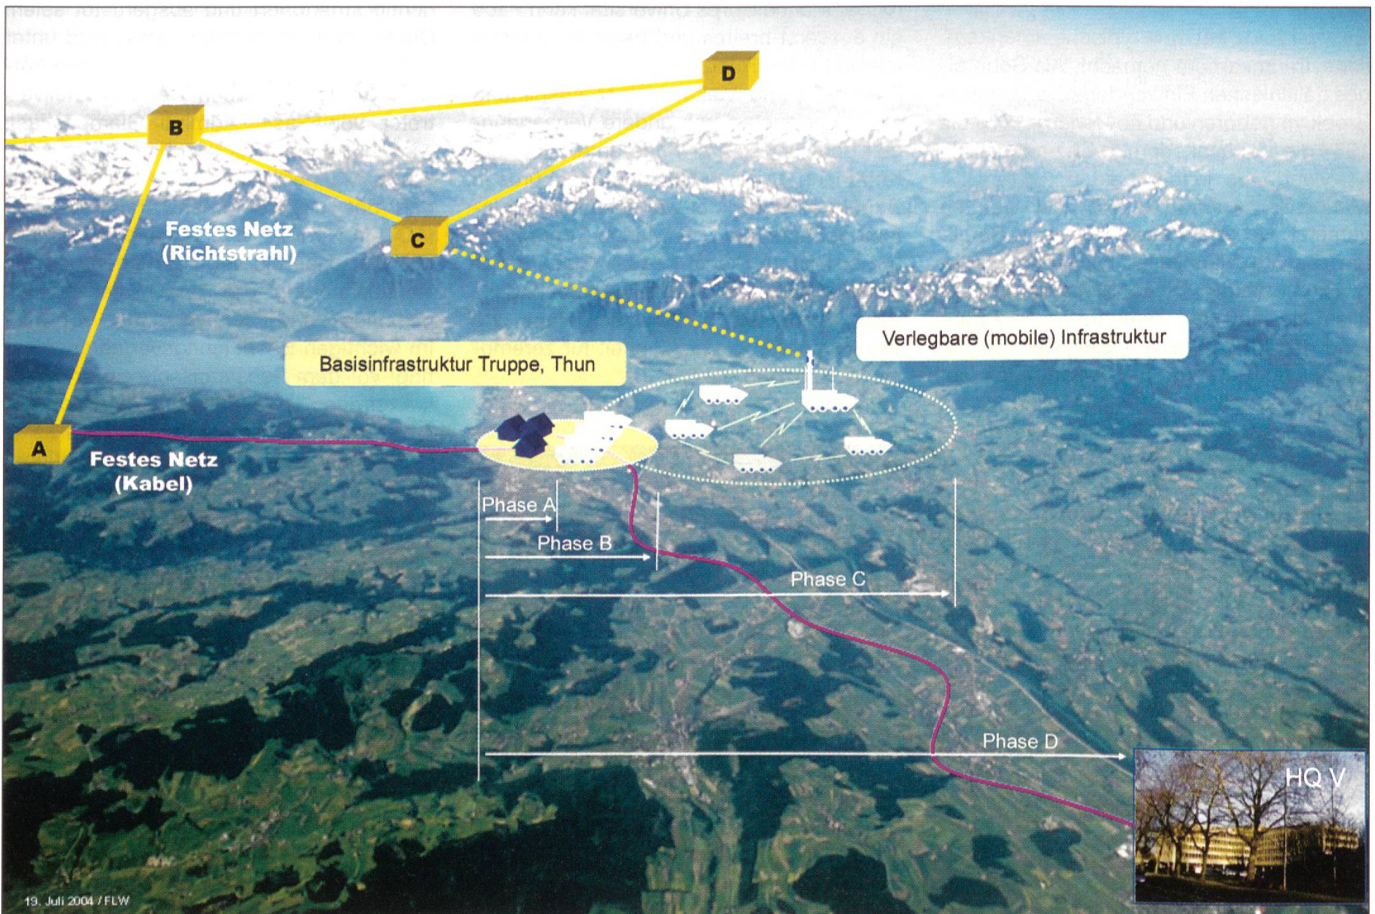 D
B
Festes Netz
(Richtstrahl)
C
Verlegbare (mobile) Infrastruktur
Basisinfrastruktur Truppe, Thun
A
Festes Netz
(Kabel)
Phase A
Phase B
Phase C
Phase D
HQ V
19. Juli 2004 / FLW